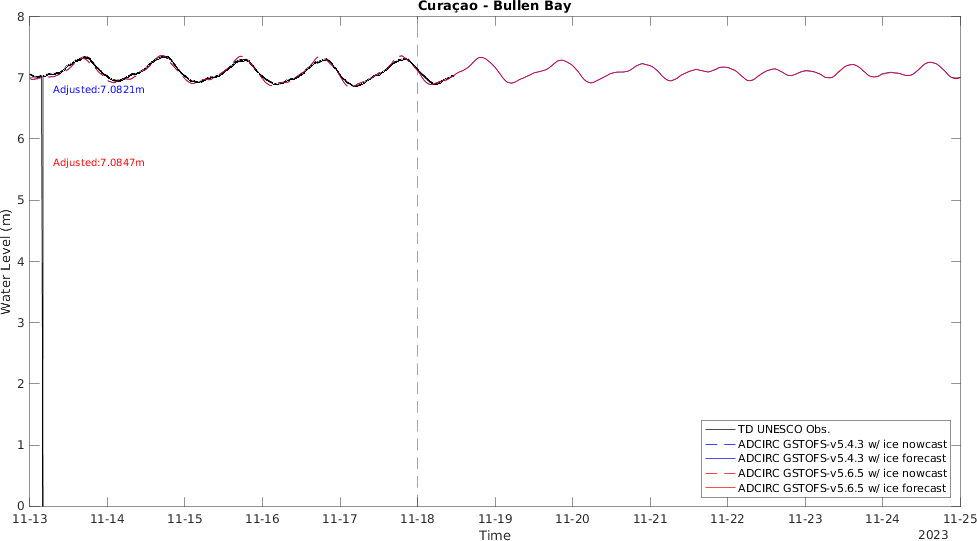 Curaçao - Bullen Bay
8
7
6
5
4
3
2
1
0
Water Level (m)
Adjusted:7.0821m
Adjusted:7.0847m
TD UNESCO Obs.
ADCIRC GSTOFS-v5.4.3 w/ ice nowcast
ADCIRC GSTOFS-v5.4.3 w/ ice forecast
ADCIRC GSTOFS-v5.6.5 w/ ice nowcast
ADCIRC GSTOFS-v5.6.5 w/ ice forecast
11-13 11-14 11-15 11-16 11-17 11-18 11-19 11-20 11-21 11-22 11-23 11-24 11-25
Time
2023